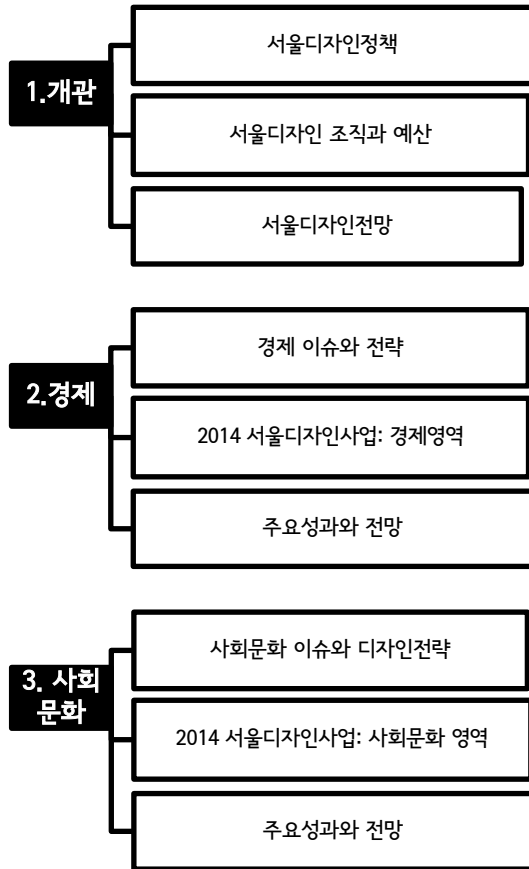 1.개관
서울디자인정책
서울디자인 조직과 예산
서울디자인전망
2.경제
경제 이슈와 전략
2014 서울디자인사업: 경제영역
주요성과와 전망
3. 사회
문화
사회문화 이슈와 디자인전략
2014 서울디자인사업: 사회문화 영역
주요성과와 전망